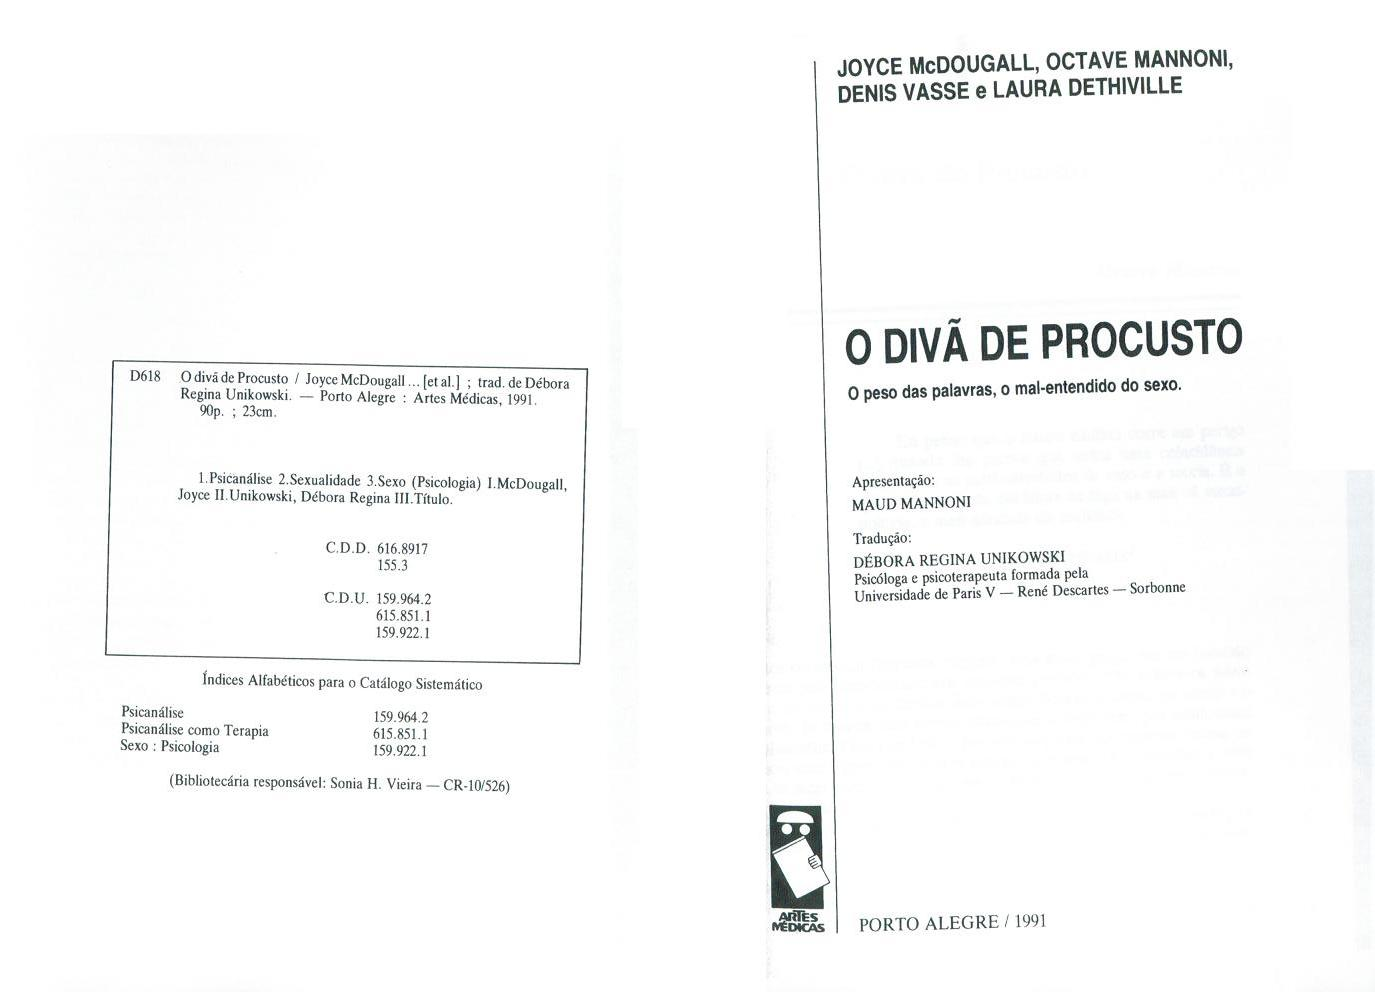 D618 O divã de Procusto / Joyce McDougall ... [et al.] ; trad. de Débora
Regina Unikowski. — Porto Alegre : Artes Médicas, 1991.
90p. ; 23cm.
1.Psicanálise 2.Sexualidade 3.Sexo (Psicologia) I.McDougall,
Joyce II.Unikowski, Débora Regina III.Título.
C.D.D. 616.8917
155.3
C.D.U. 159.964.2
615.851.1
159.922.1
Índices Alfabéticos para o Catálogo Sistemático
Psicanálise 159.964.2
Psicanálise como Terapia 615.851.1
Sexo : Psicologia 159.922.1
(Bibliotecária responsável: Sonia H. Vieira — CR-10/526)
JOYCE McDOUGALL, OCTAVE MANNONI,
DENIS VASSE e LAURA DETHIVILLE
O DIVÃ DE PROCUSTO
O peso das palavras, o mal-entendido do sexo.
Apresentação:
MAUD MANNONI
Tradução:
DÉBORA REGINA UNIKOWSKI
Psicóloga e psicoterapeuta formada pela
Universidade de Paris V — René Descartes — Sorbonne
ARTES
MÉDICAS
PORTO ALEGRE / 1991